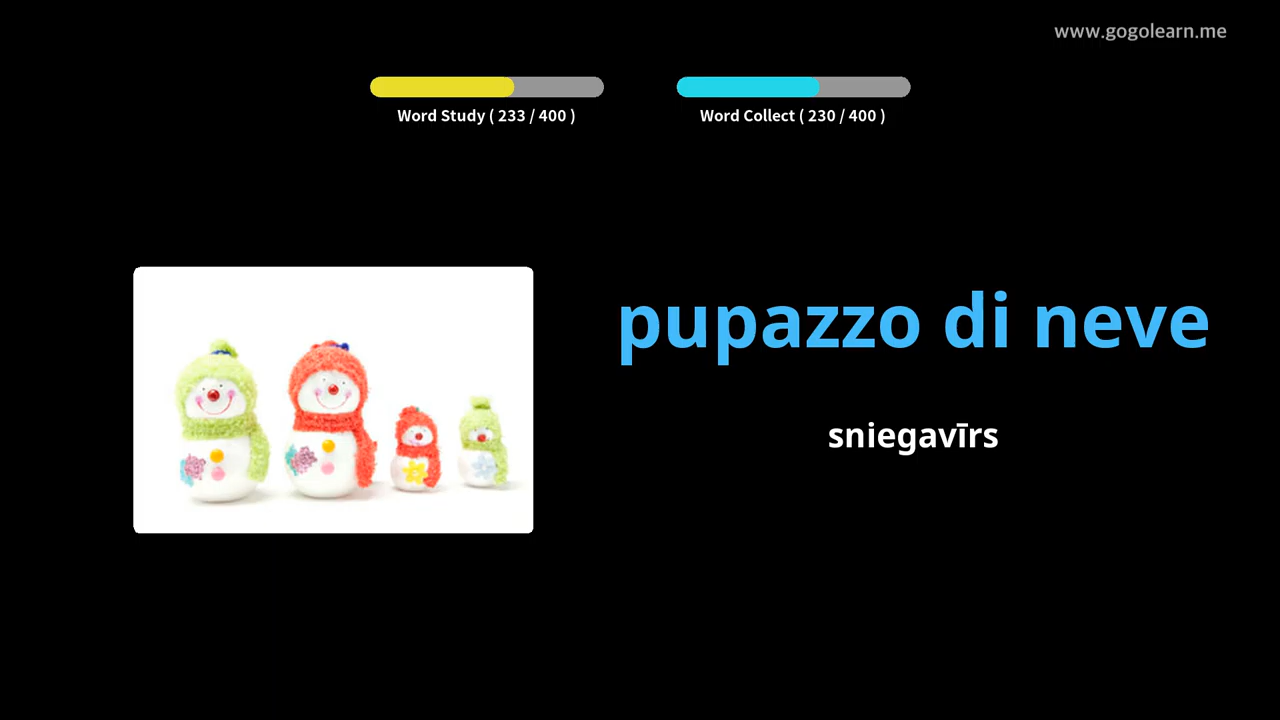 www.gogolearn.me
Word Study ( 233 / 400 )
Word Collect ( 230 / 400 )
pupazzo di neve
sniegavīrs